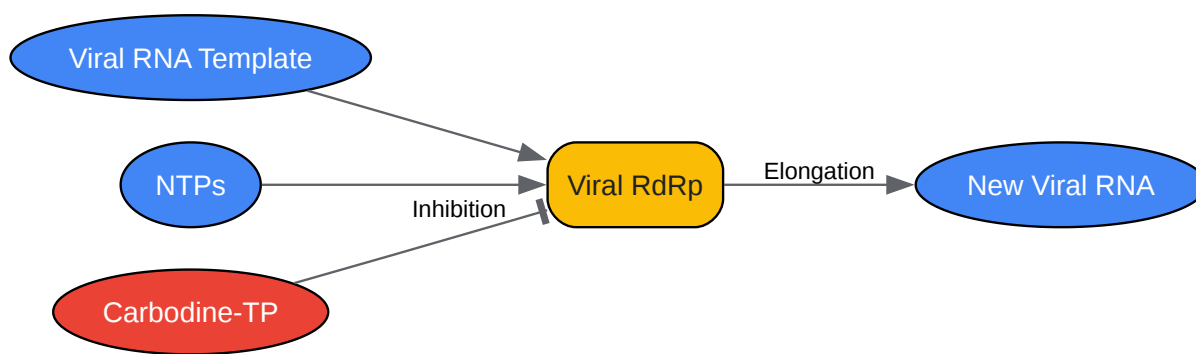 Viral RNA Template
NTPs
Inhibition
Carbodine-TP
Viral RdRp
Elongation
New Viral RNA